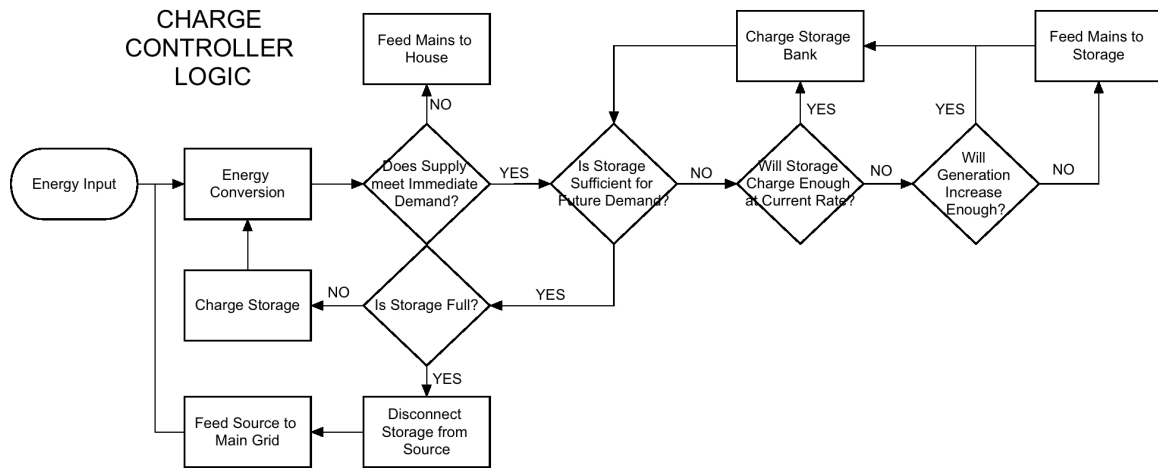 CHARGE
CONTROLLER
LOGIC
Feed Mains to
House
Charge Storage
Bank
Feed Mains to
Storage
NO
YES
YES
Energy Input
Energy
Conversion
Does Supply
meet Immediate
Demand?
YES
Is Storage
Sufficient for
Future Demand?
NO
Will Storage
Charge Enough
at Current Rate?
NO
Will
Generation
Increase
Enough?
NO
Charge Storage
NO
Is Storage Full?
YES
YES
Feed Source to
Main Grid
Disconnect
Storage from
Source